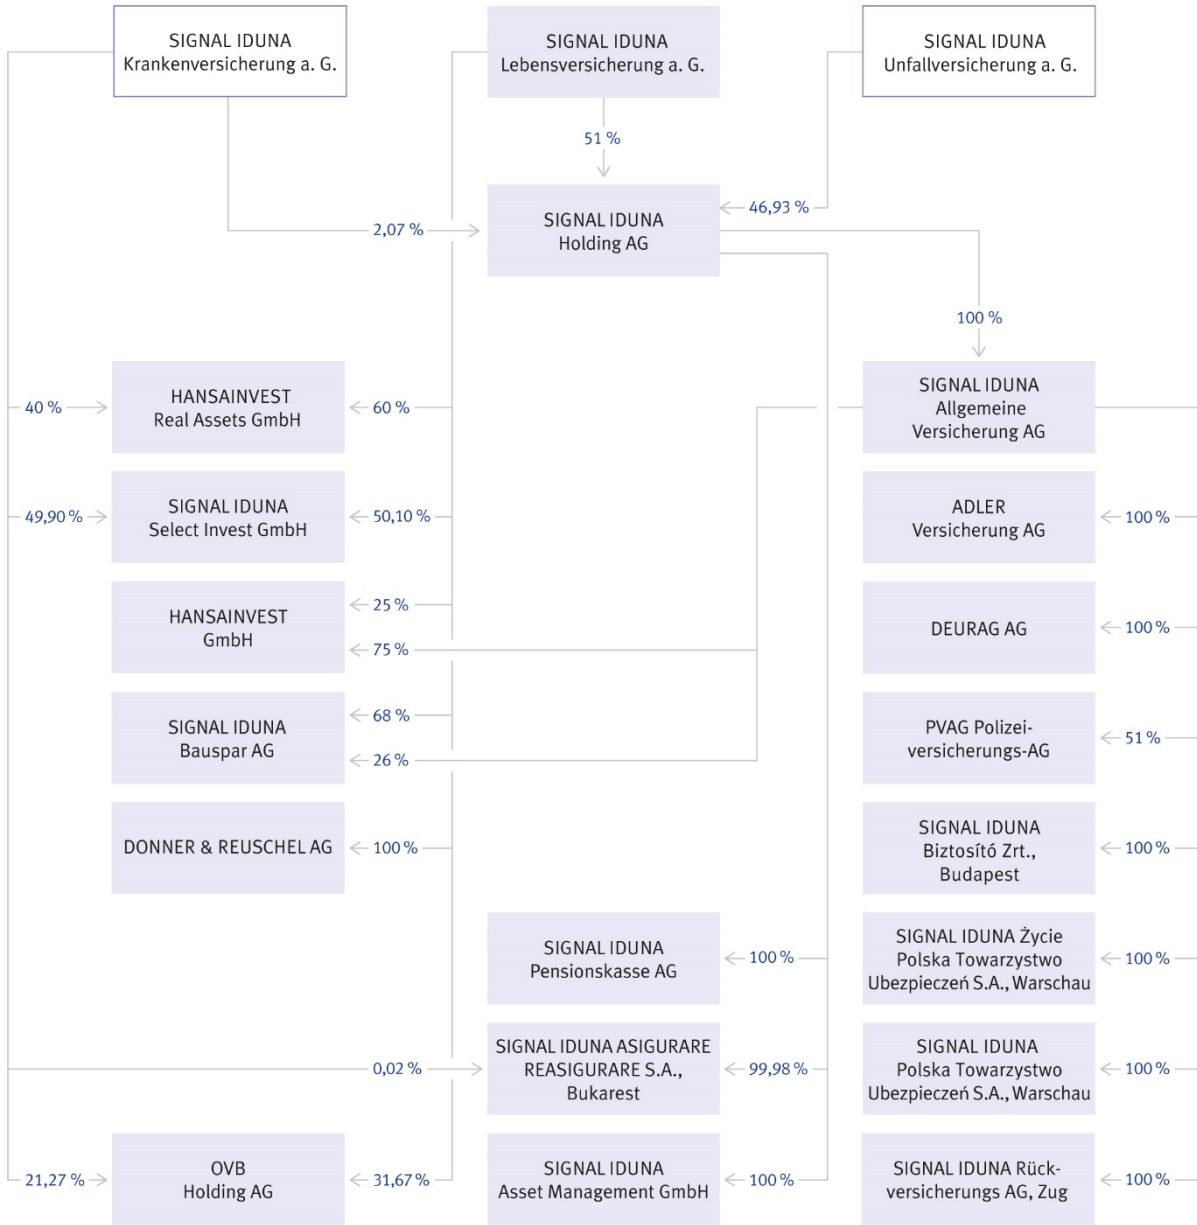 SIGNAL IDUNA
Krankenversicherung a. G.
SIGNAL IDUNA
Lebensversicherung a. G.
SIGNAL IDUNA
Unfallversicherung a. G.
51 %
SIGNAL IDUNA
Holding AG
46,93 %
2,07 %
100 %
40 %
HANSAINVEST
Real Assets GmbH
60 %
SIGNAL IDUNA
Allgemeine
Versicherung AG
49,90 %
SIGNAL IDUNA
Select Invest GmbH
50,10 %
ADLER
Versicherung AG
100 %
HANSAINVEST
GmbH
25 %
75 %
DEURAG AG
100 %
SIGNAL IDUNA
Bauspar AG
68 %
26 %
PVAG Polizei-
versicherungs-AG
51 %
DONNER & REUSCHEL AG
100 %
SIGNAL IDUNA
Biztosító Zrt.,
Budapest
100 %
SIGNAL IDUNA
Pensionskasse AG
100 %
SIGNAL IDUNA Życie
Polska Towarzystwo
Ubezpieczeń S.A., Warschau
100 %
0,02 %
SIGNAL IDUNA ASIGURARE
REASIGURARE S.A.,
Bukarest
99,98 %
SIGNAL IDUNA
Polska Towarzystwo
Ubezpieczeń S.A., Warschau
100 %
21,27 %
OVB
Holding AG
31,67 %
SIGNAL IDUNA
Asset Management GmbH
100 %
SIGNAL IDUNA Rück-
versicherungs AG, Zug
100 %